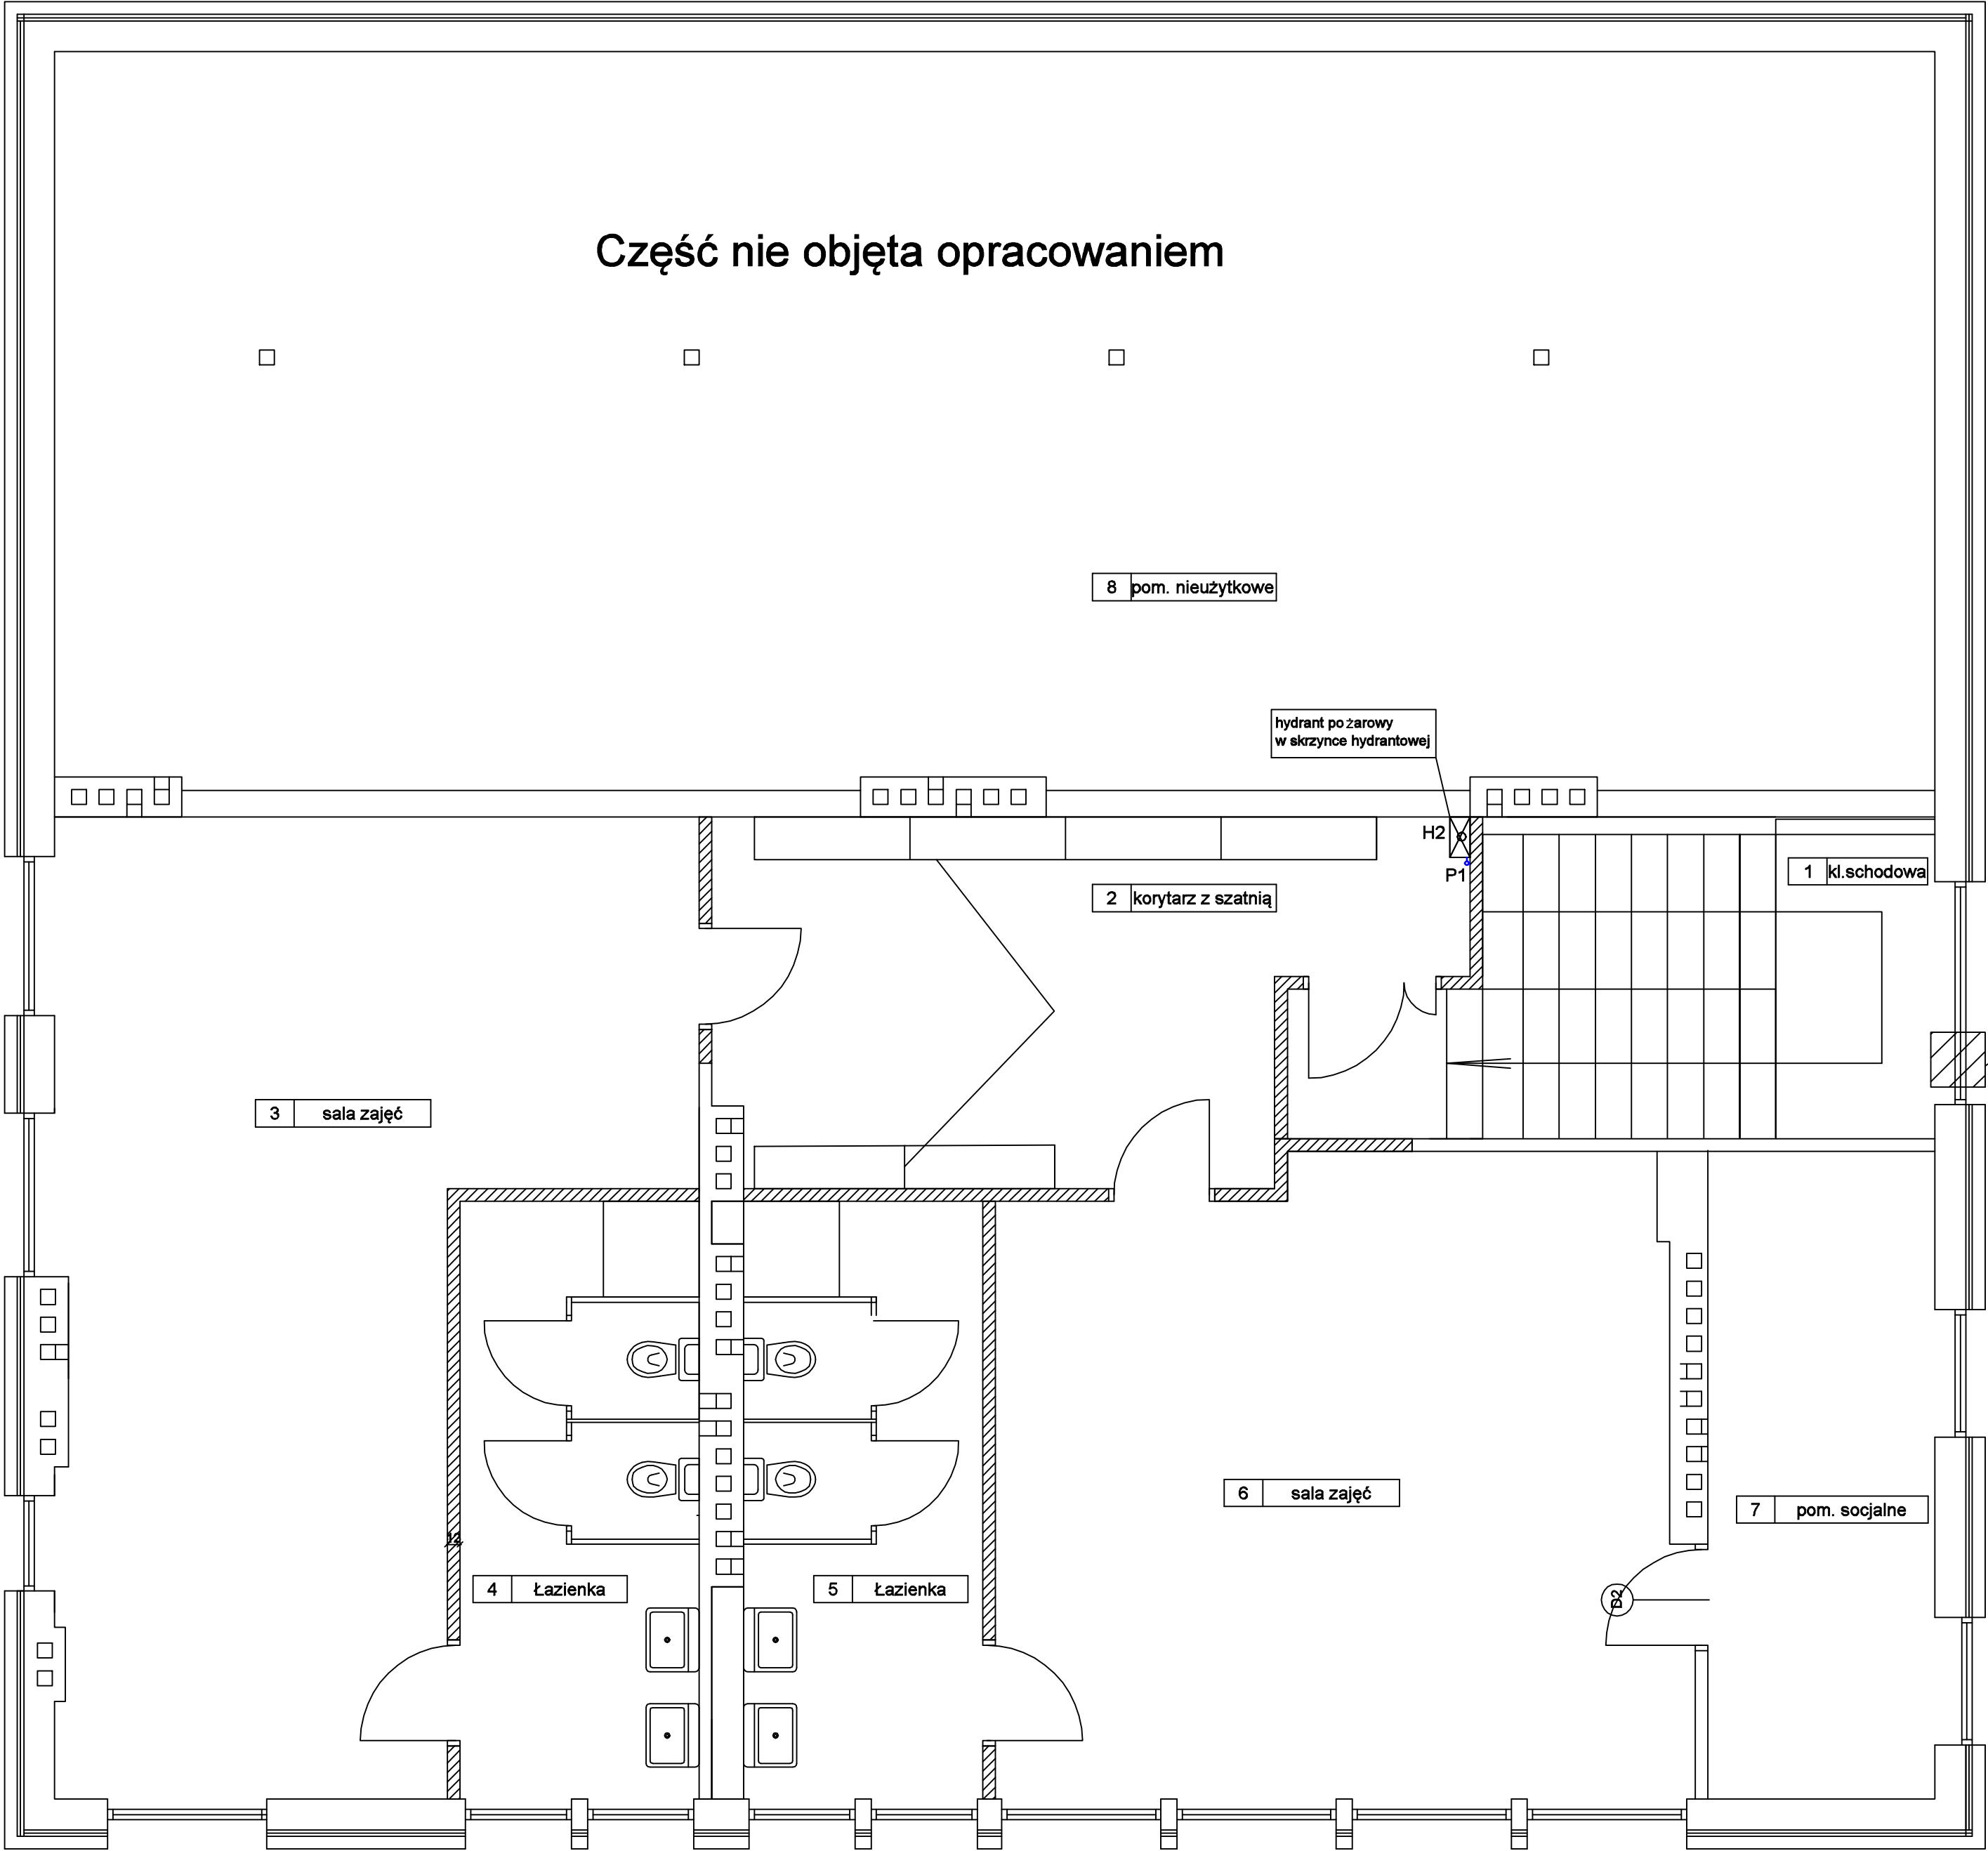 Część nie objęta opracowaniem
8 pom. nieużytkowe
hydrant pożarowy
w skrzynce hydrantowej
H2
P1
1 kl.schodowa
2 korytarz z szatnią
3 sala zajęć
6 sala zajęć
7 pom. socjalne
12
4 Łazienka
5 Łazienka
D2